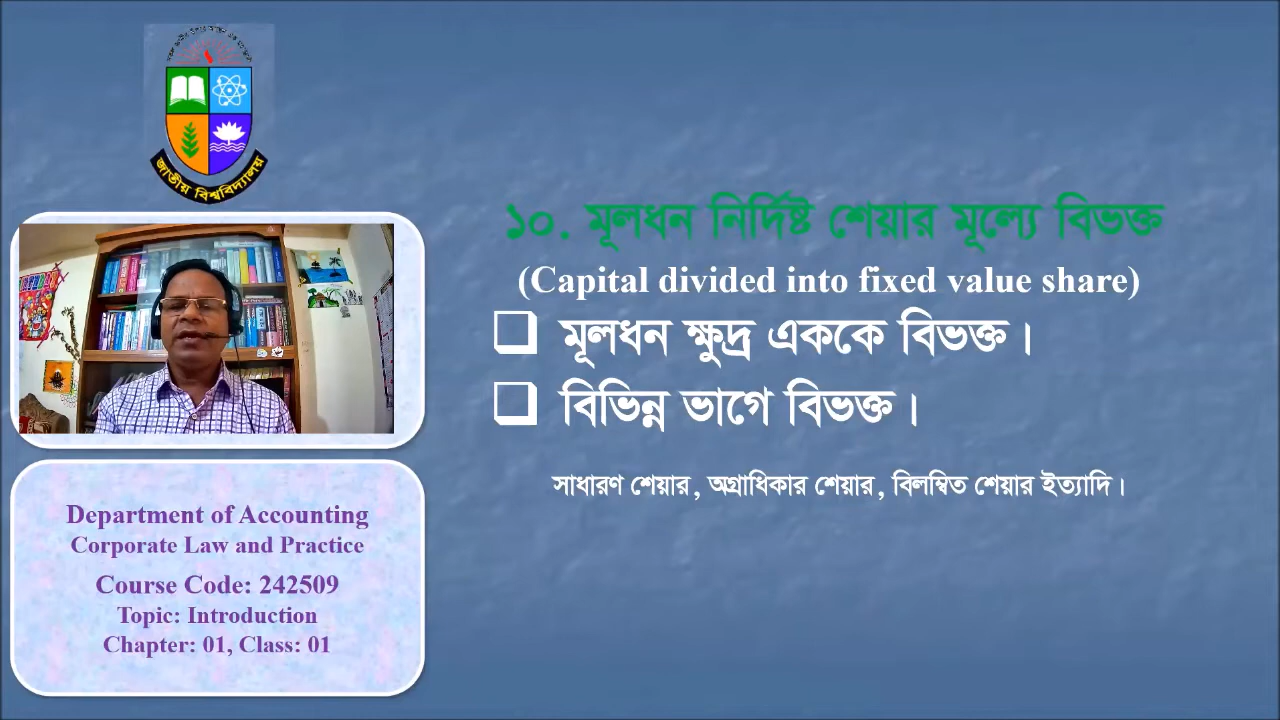 জাতীয় বিশ্ববিদ্যালয়
১০. মূলধন নির্দিষ্ট শেয়ার মূল্যে বিভক্ত
(Capital divided into fixed value share)
মূলধন ক্ষুদ্র এককে বিভক্ত।
বিভিন্ন ভাগে বিভক্ত।
সাধারণ শেয়ার, অগ্রাধিকার শেয়ার, বিলম্বিত শেয়ার ইত্যাদি।
Department of Accounting
Corporate Law and Practice
Course Code: 242509
Topic: Introduction
Chapter: 01, Class: 01